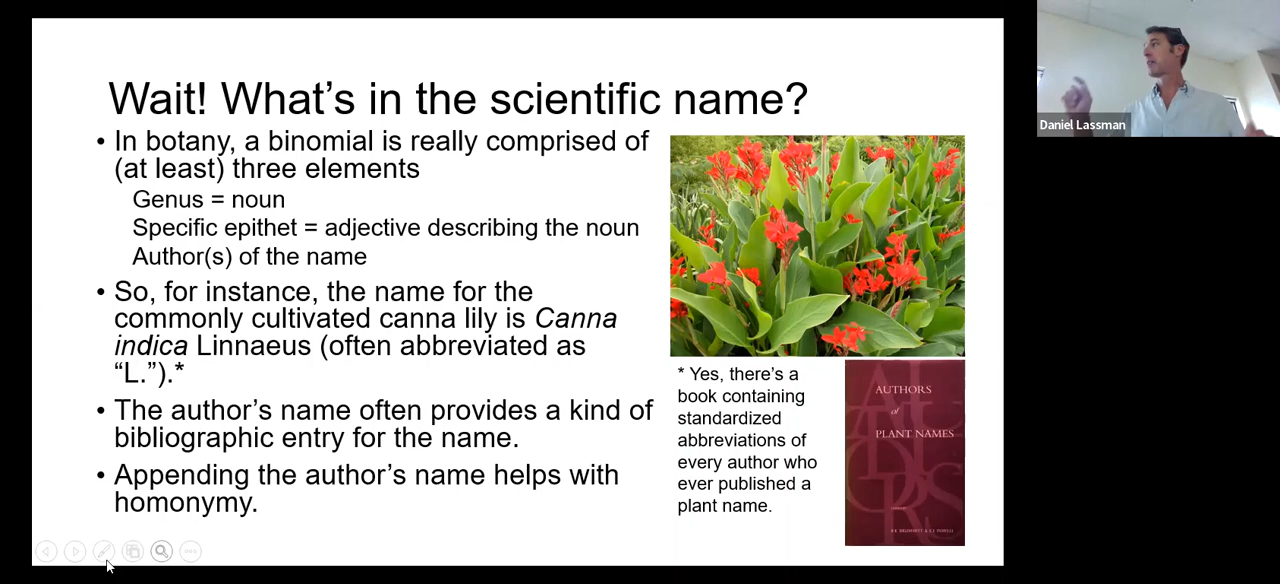 Wait! What's in the scientific name?
• In botany, a binomial is really comprised of
(at least) three elements
Genus = noun
Specific epithet = adjective describing the noun
Author(s) of the name
• So, for instance, the name for the
commonly cultivated canna lily is Canna
indica Linnaeus (often abbreviated as
“L.”).*
• The author's name often provides a kind of
bibliographic entry for the name.
• Appending the author's name helps with
homonymy.
* Yes, there's a
book containing
standardized
abbreviations of
every author who
ever published a
plant name.
AUTHORS
of
PLANT NAMES
Daniel Lassman